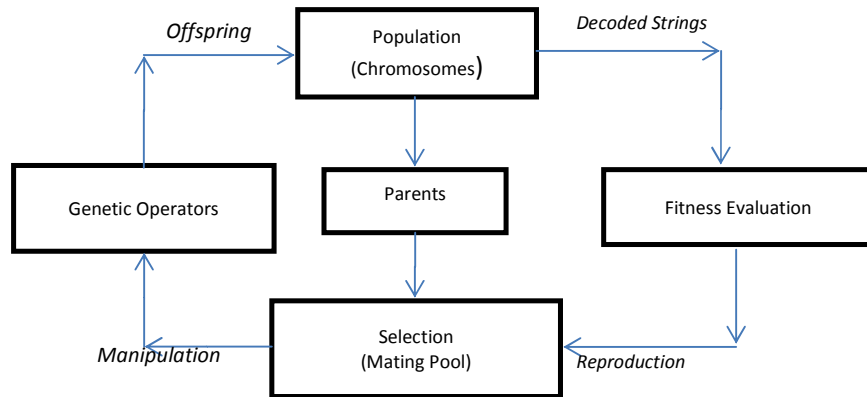 Offspring
Population
(Chromosomes)
Decoded Strings
Genetic Operators
Parents
Fitness Evaluation
Manipulation
Selection
(Mating Pool)
Reproduction